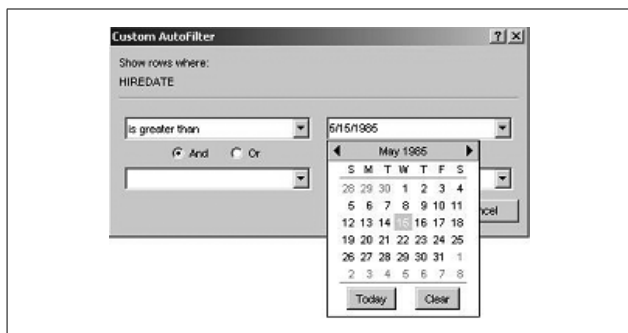 Custom AutoFilter
Show rows where:
HIREDATE
is greater than
5/15/1985
And Or
May 1985
S M T W T F S
28 29 30 1 2 3 4
5 6 7 8 9 10 11
12 13 14 15 16 17 18
19 20 21 22 23 24 25
26 27 28 29 30 31 1
2 3 4 5 6 7 8
ncel
Today Clear